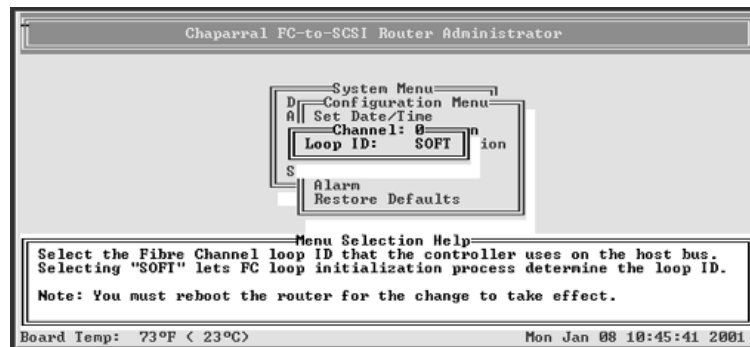 Chaparral FC-to-SCSI Router Administrator
System Menu
D
Configuration Menu
A
Set Date/Time
Channel: 0
n
Loop ID: SOFT
ion
S
Alarm
Restore Defaults
Menu Selection Help
Select the Fibre Channel loop ID that the controller uses on the host bus.
Selecting "SOFT" lets FC loop initialization process determine the loop ID.
Note: You must reboot the router for the change to take effect.
Board Temp: 73°F ( 23°C) Mon Jan 08 10:45:41 2001